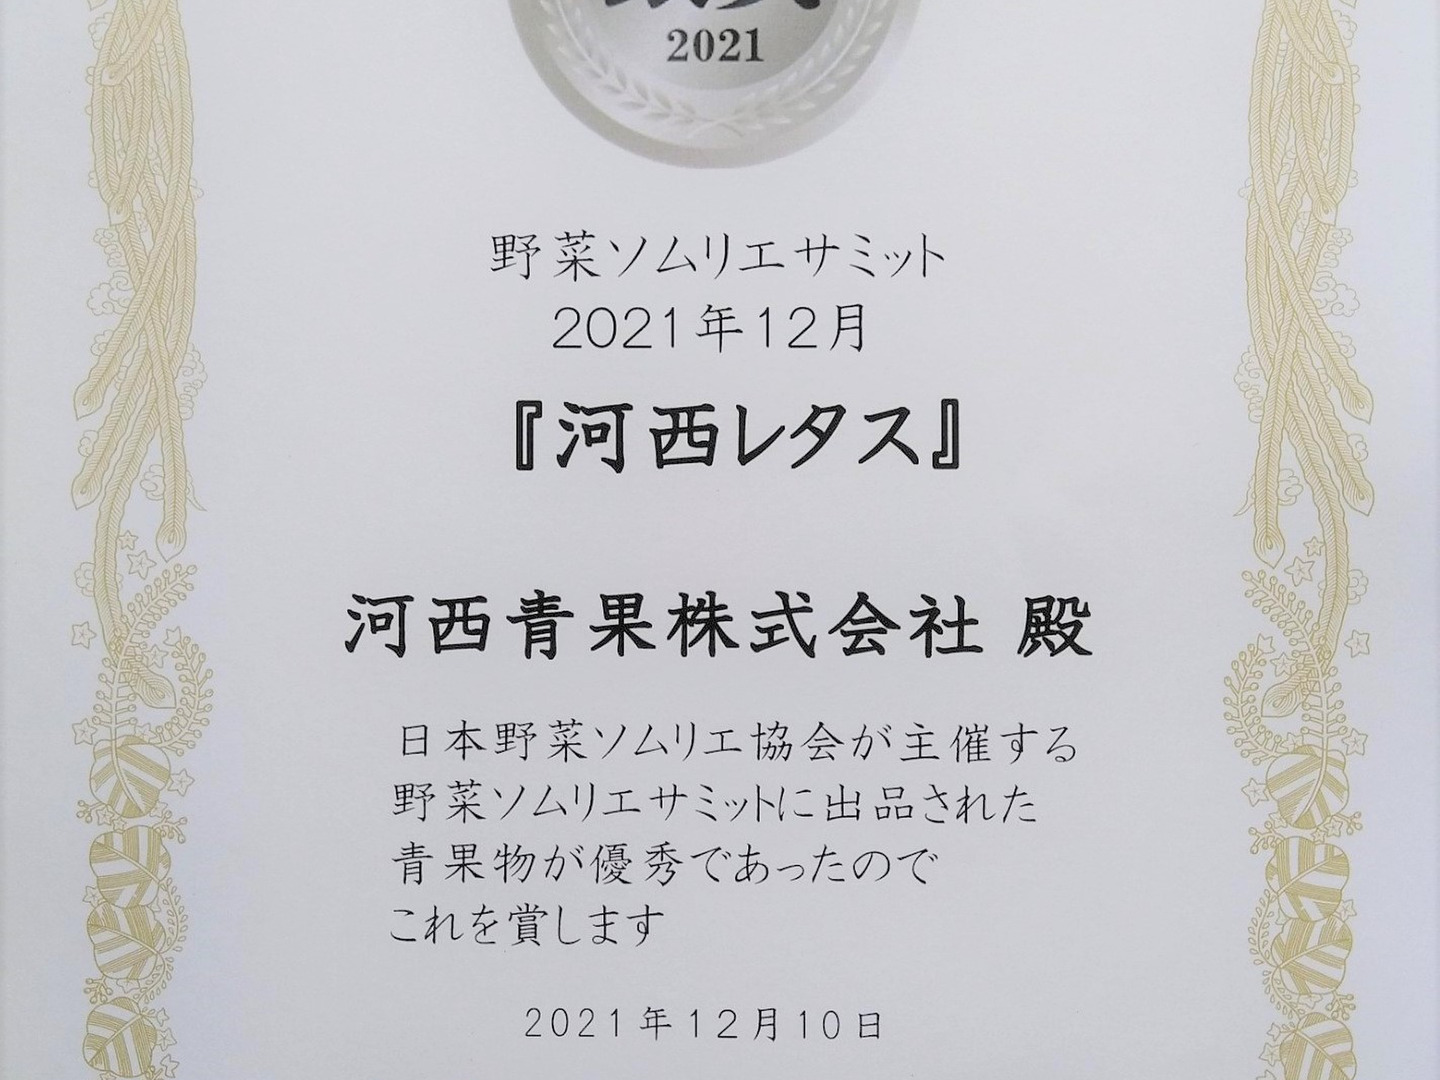 2021
野菜ソムリエサミット
2021年12月
『河西レタス』
河西青果株式会社 殿
日本野菜ソムリエ協会が主催する
野菜ソムリエサミットに出品された
青果物が優秀であったので
これを賞します
2021年12月10日